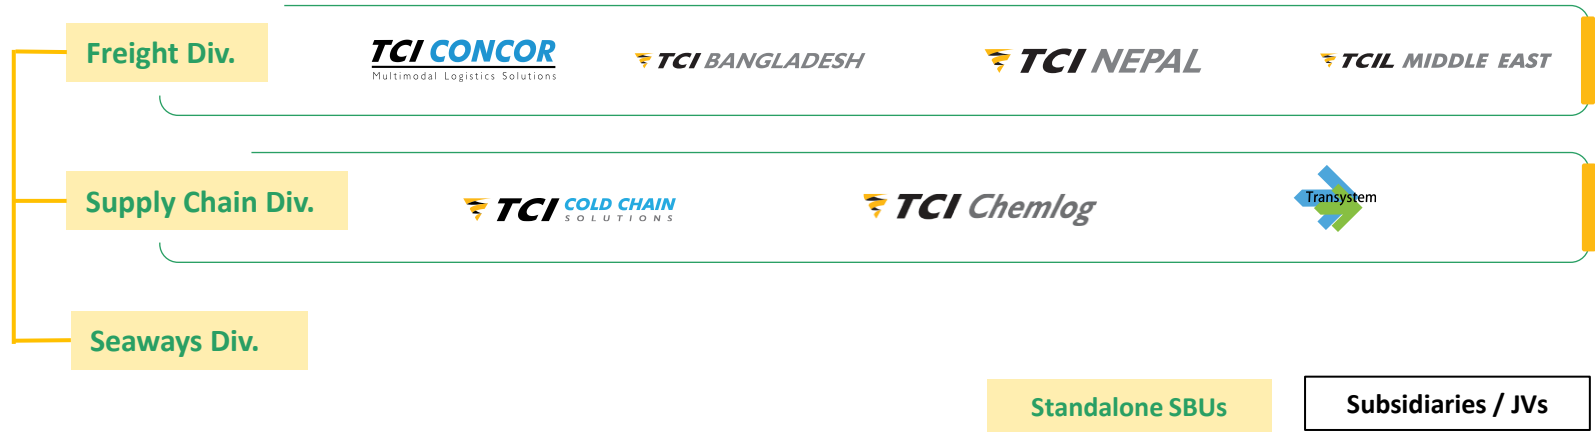 Freight Div.
TCI CONCOR
Multimodal Logistics Solutions
TCI BANGLADESH
TCI NEPAL
TCIL MIDDLE EAST
Supply Chain Div.
TCI COLD CHAIN
SOLUTIONS
TCI Chemlog
Transystem
Seaways Div.
Standalone SBUs
Subsidiaries / JVs